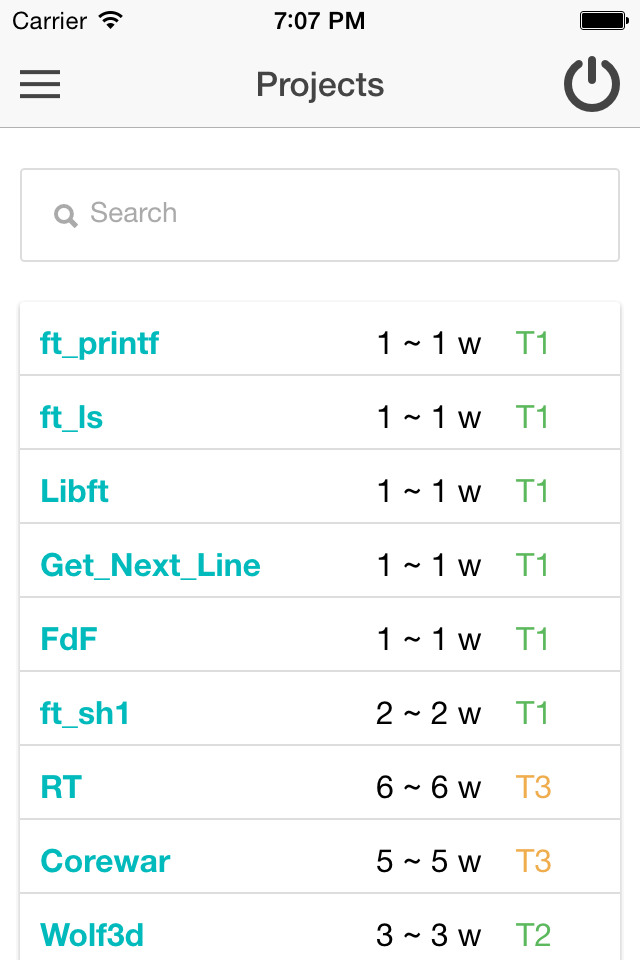 Carrier 7:07 PM
Projects
Search
ft_printf 1 ~ 1 w T1
ft_ls 1 ~ 1 w T1
Libft 1 ~ 1 w T1
Get_Next_Line 1 ~ 1 w T1
FdF 1 ~ 1 w T1
ft_sh1 2 ~ 2 w T1
RT 6 ~ 6 w T3
Corewar 5 ~ 5 w T3
Wolf3d 3 ~ 3 w T2